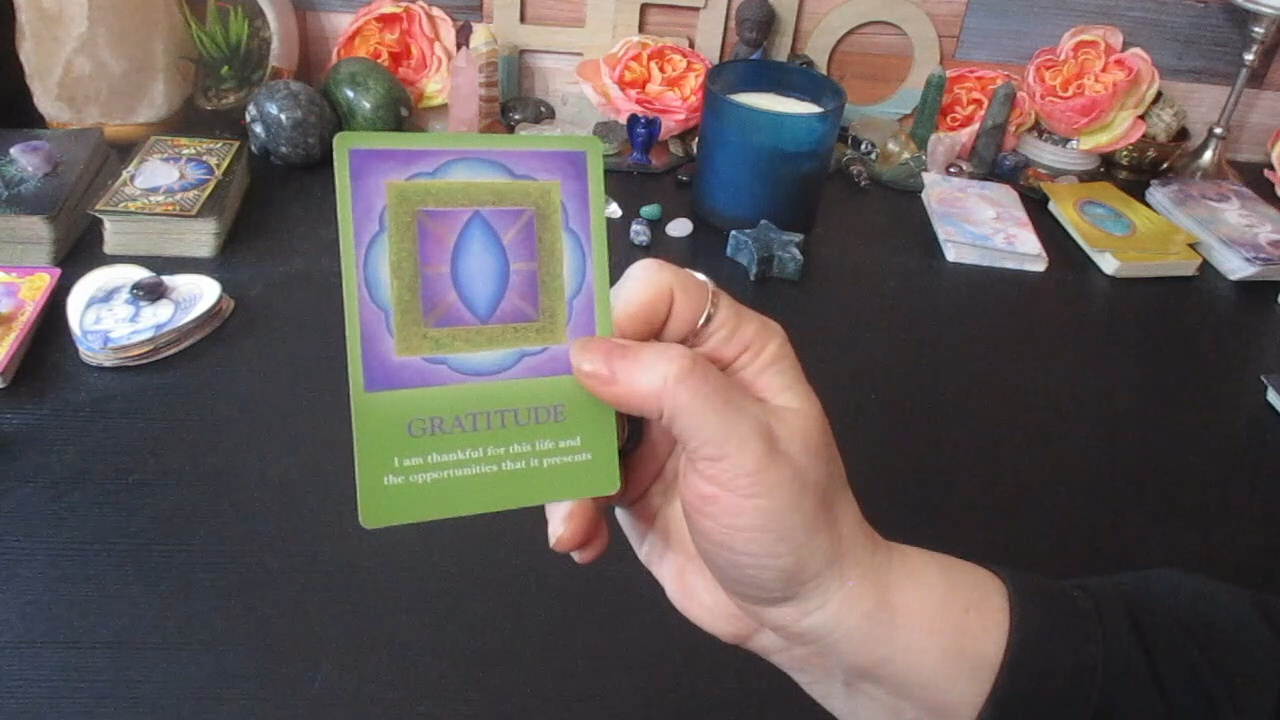 GRATITUDE
I am thankful for this life and
the opportunities that it presents